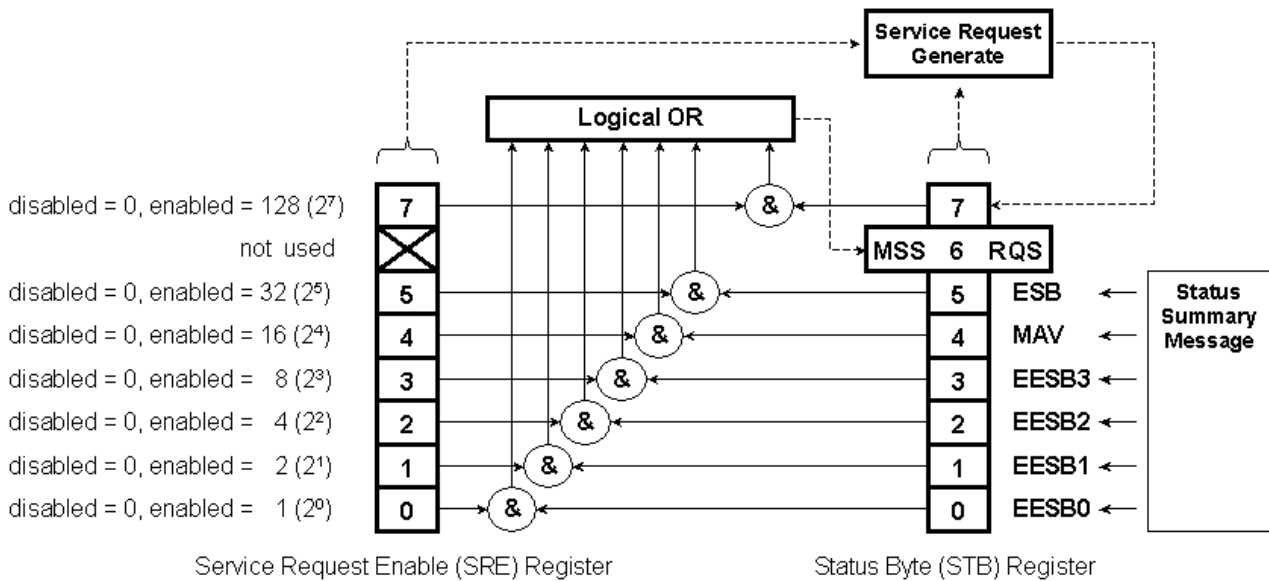 Service Request
Generate
Logical OR
disabled = 0, enabled = 128 (2⁷)
7
&
7
not used
MSS 6 RQS
disabled = 0, enabled = 32 (2⁵)
5
&
5
ESB
Status
Summary
Message
disabled = 0, enabled = 16 (2⁴)
4
&
4
MAV
disabled = 0, enabled = 8 (2³)
3
&
3
EESB3
disabled = 0, enabled = 4 (2²)
2
&
2
EESB2
disabled = 0, enabled = 2 (2¹)
1
&
1
EESB1
disabled = 0, enabled = 1 (2⁰)
0
&
0
EESB0
Service Request Enable (SRE) Register
Status Byte (STB) Register